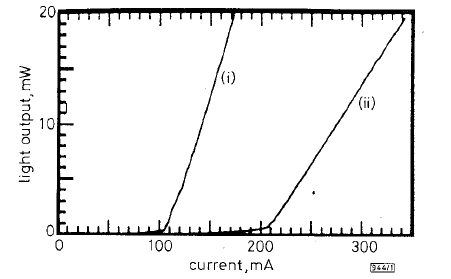 20
light output, mW
(i)
(ii)
10
0
0 100 200 300
current, mA
944/1